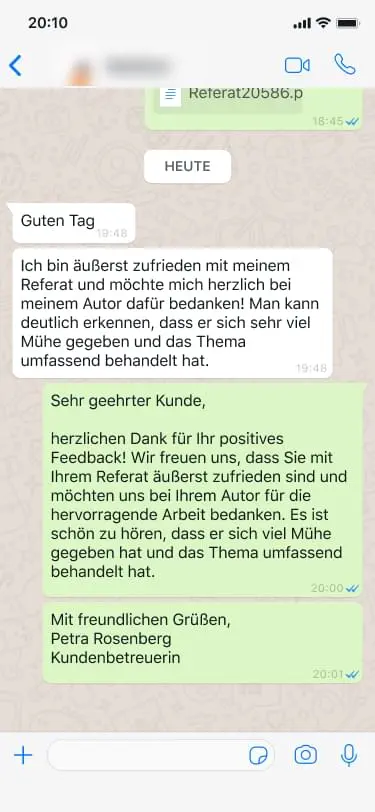 20:10
Referat20586.p
18:45
HEUTE
Guten Tag
19:48
Ich bin äußerst zufrieden mit meinem
Referat und möchte mich herzlich bei
meinem Autor dafür bedanken! Man kann
deutlich erkennen, dass er sich sehr viel
Mühe gegeben und das Thema
umfassend behandelt hat.
19:48
Sehr geehrter Kunde,
herzlichen Dank für Ihr positives
Feedback! Wir freuen uns, dass Sie mit
Ihrem Referat äußerst zufrieden sind und
möchten uns bei Ihrem Autor für die
hervorragende Arbeit bedanken. Es ist
schön zu hören, dass er sich viel Mühe
gegeben hat und das Thema umfassend
behandelt hat.
20:00
Mit freundlichen Grüßen,
Petra Rosenberg
Kundenbetreuerin
20:01